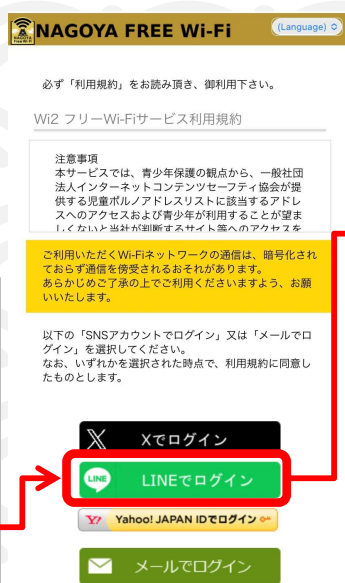 NAGOYA FREE Wi-Fi
(Language)
必ず「利用規約」をお読み頂き、御利用下さい。
Wi2 フリーWi-Fiサービス利用規約
注意事項
本サービスでは、青少年保護の観点から、一般社団
法人インターネットコンテンツセーフティ協会が提
供する児童ポルノアドレスリストに該当するアドレ
スへのアクセスおよび青少年が利用することが望ま
しくないと当社が判断するサイト等へのアクセスを
ご利用いただくWi-Fiネットワークの通信は、暗号化され
ておらず通信を傍受されるおそれがあります。
あらかじめご了承の上でご利用くださいますよう、お願
いいたします。
以下の「SNSアカウントでログイン」又は「メールでロ
グイン」を選択してください。
なお、いずれかを選択された時点で、利用規約に同意し
たものとします。
Xでログイン
LINE LINEでログイン
Y! Yahoo! JAPAN IDでログイン
メールでログイン